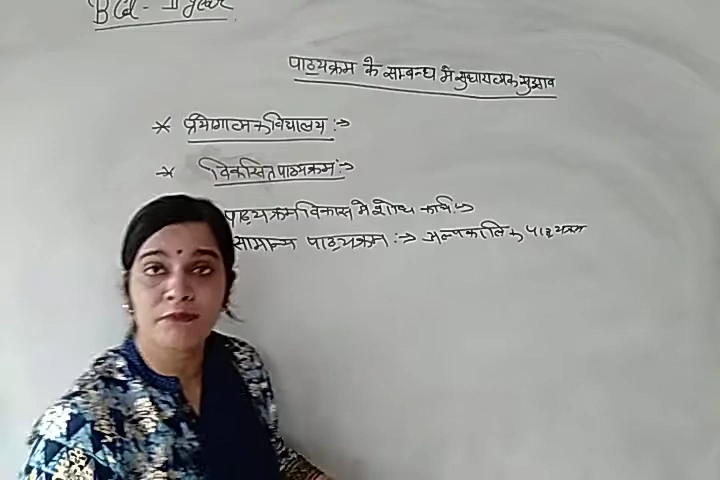 BEd - II year
पाठ्यक्रम के सम्बन्ध में सुधारात्मक सुझाव
* प्रयोगात्मक विद्यालय :->
* विकसित पाठ्यक्रम :->
पाठ्यक्रम विकास में शोध कार्य :->
सामान्य पाठ्यक्रम :-> अल्पकालिक पाठ्यक्रम